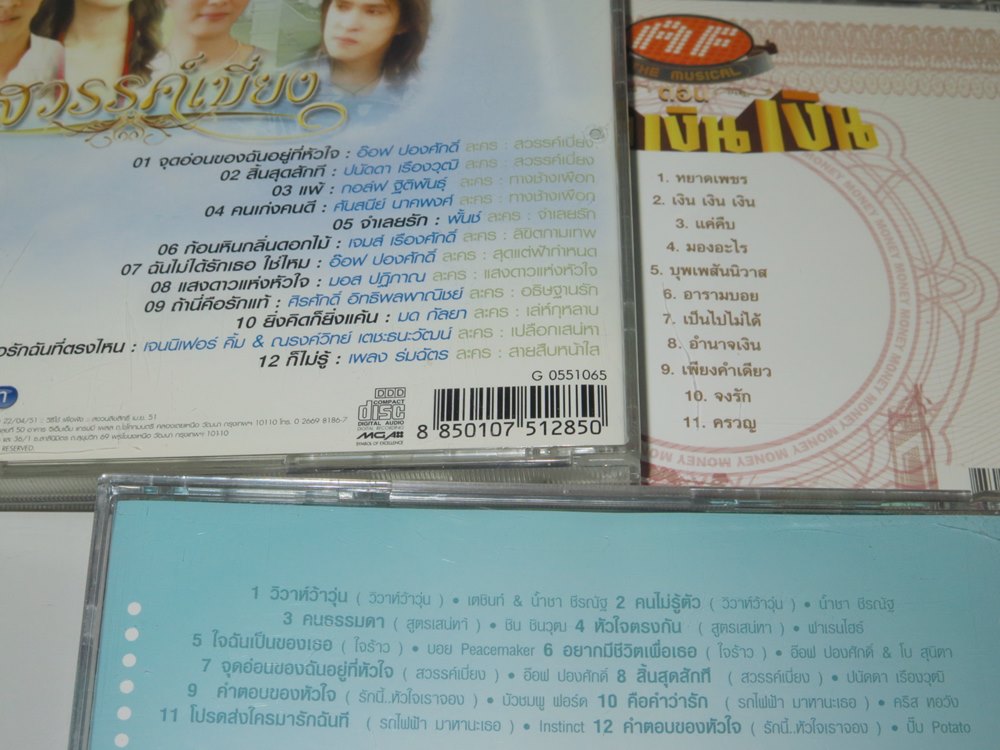 สวรรค์เบี่ยง
01 จุดอ่อนของฉันอยู่ที่หัวใจ : อ๊อฟ ปองศักดิ์ ละคร : สวรรค์เบี่ยง
02 สิ้นสุดสักที : ปนัดดา เรืองวุฒิ ละคร : สวรรค์เบี่ยง
03 แพ้ : กอล์ฟ ฐิติพันธุ์ ละคร : ทางช้างเผือก
04 คนเก่งคนดี : ศันสนีย์ นาคพงศ์ ละคร : ทางช้างเผือก
05 จำเลยรัก : พั้นช์ ละคร : จำเลยรัก
06 ก้อนหินกลิ่นดอกไม้ : เจมส์ เรืองศักดิ์ ละคร : ลิขิตกามเทพ
07 ฉันไม่ได้รักเธอ ใช่ไหม : อ๊อฟ ปองศักดิ์ ละคร : สุดแต่ฟ้ากำหนด
08 แสงดาวแห่งหัวใจ : มอส ปฏิภาณ ละคร : แสงดาวแห่งหัวใจ
09 ถ้านี่คือรักแท้ : ศิรศักดิ์ อิทธิพลพาณิชย์ ละคร : อธิษฐานรัก
10 ยิ่งคิดก็ยิ่งแค้น : มด กัลยา ละคร : เล่ห์กุหลาบ
รักฉันที่ตรงไหน : เจนนิเฟอร์ คิ้ม & ณรงค์วิทย์ เตชะธนะวัฒน์ ละคร : เปลือกเสน่หา
12 ก็ไม่รู้ : เพลง ร่มฉัตร ละคร : สายสืบหน้าใส
G 0551065
DDD
COMPACT
disc
DIGITAL AUDIO
DIGITAL RECORDING
MGA
SYMBOL OF EXCELLENCE
8 850107 512850
RESERVED.
AF
THE MUSICAL
ตอน
เงิน เงิน
1. หยาดเพชร
2. เงิน เงิน เงิน
3. แค่คืบ
4. มองอะไร
5. บุพเพสันนิวาส
6. อารามบอย
7. เป็นไปไม่ได้
8. อำนาจเงิน
9. เพียงคำเดียว
10. จงรัก
11. ครวญ
MONEY MONEY MONEY MONEY MONEY MONEY
1 วิวาห์ว้าวุ่น ( วิวาห์ว้าวุ่น ) • เตชินท์ & น้ำชา ชีรณัฐ 2 คนไม่รู้ตัว ( วิวาห์ว้าวุ่น ) • น้ำชา ชีรณัฐ
3 คนธรรมดา ( สูตรเสน่หา ) • ชิน ชินวุฒ 4 หัวใจตรงกัน ( สูตรเสน่หา ) • ฟาเรนไฮธ์
5 ใจฉันเป็นของเธอ ( ใจร้าว ) • บอย Peacemaker 6 อยากมีชีวิตเพื่อเธอ ( ใจร้าว ) • อ๊อฟ ปองศักดิ์ & โบ สุนิตา
7 จุดอ่อนของฉันอยู่ที่หัวใจ ( สวรรค์เบี่ยง ) • อ๊อฟ ปองศักดิ์ 8 สิ้นสุดสักที ( สวรรค์เบี่ยง ) • ปนัดดา เรืองวุฒิ
9 คำตอบของหัวใจ ( รักนี้..หัวใจเราจอง ) • บัวชมพู ฟอร์ด 10 คือคำว่ารัก ( รถไฟฟ้า มาหานะเธอ ) • คริส หอวัง
11 โปรดส่งใครมารักฉันที ( รถไฟฟ้า มาหานะเธอ ) • Instinct 12 คำตอบของหัวใจ ( รักนี้..หัวใจเราจอง ) • ปั๊บ Potato